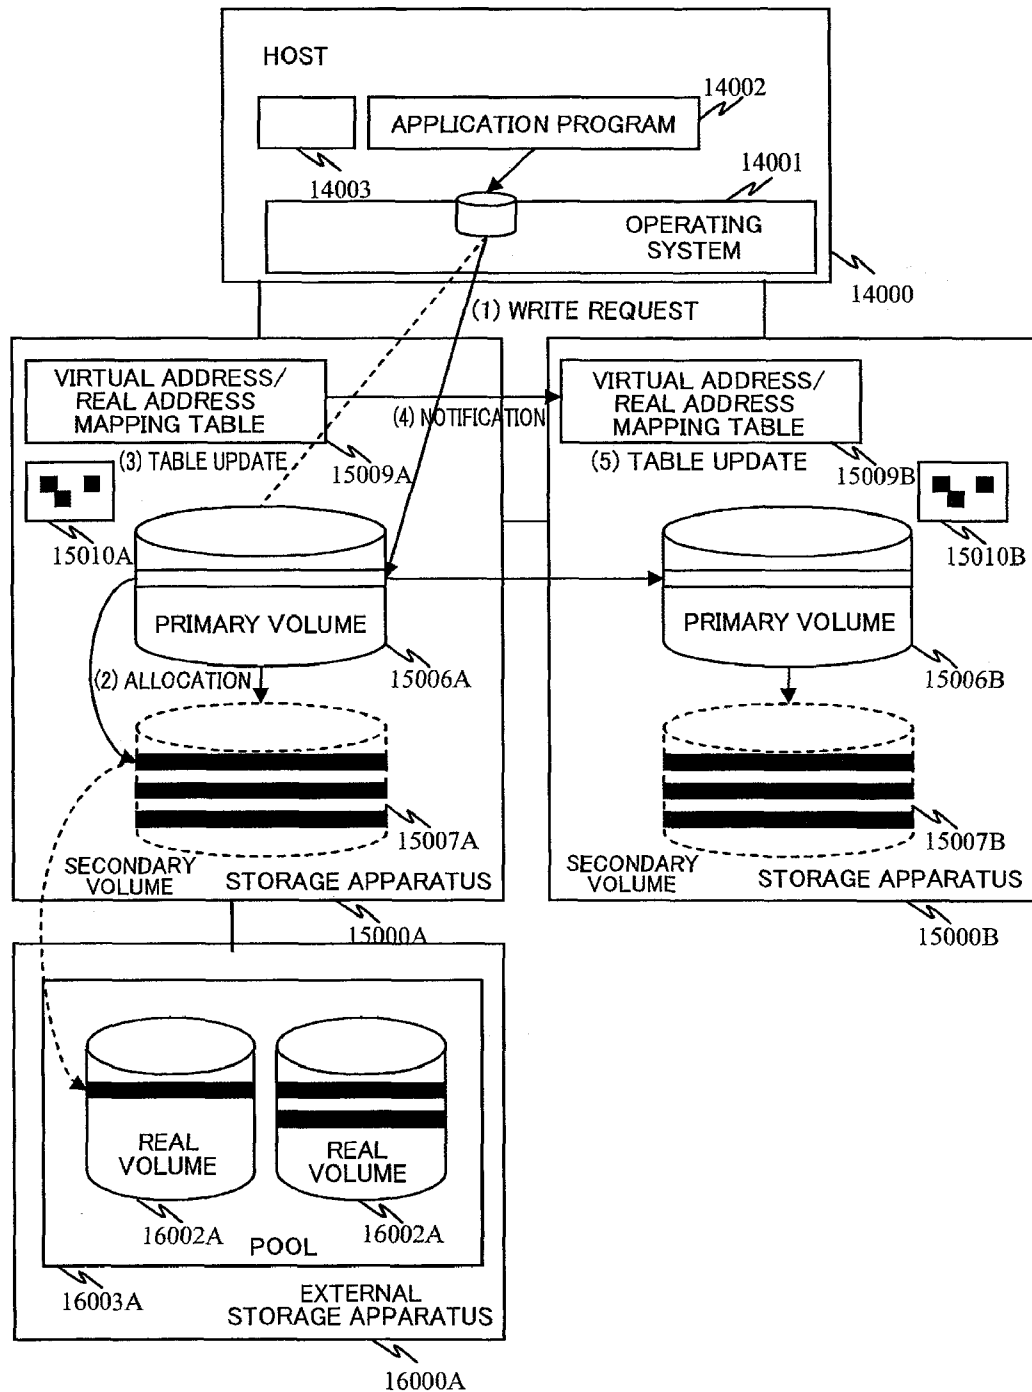 HOST
14002
APPLICATION PROGRAM
14003
14001
OPERATING
SYSTEM
14000
(1) WRITE REQUEST
VIRTUAL ADDRESS/
REAL ADDRESS
MAPPING TABLE
(4) NOTIFICATION
VIRTUAL ADDRESS/
REAL ADDRESS
MAPPING TABLE
(3) TABLE UPDATE
15009A
(5) TABLE UPDATE
15009B
15010A
15010B
PRIMARY VOLUME
PRIMARY VOLUME
(2) ALLOCATION
15006A
15006B
15007A
15007B
SECONDARY
VOLUME
STORAGE APPARATUS
SECONDARY
VOLUME
STORAGE APPARATUS
15000A
15000B
REAL
VOLUME
REAL
VOLUME
16002A
16002A
POOL
16003A
EXTERNAL
STORAGE APPARATUS
16000A